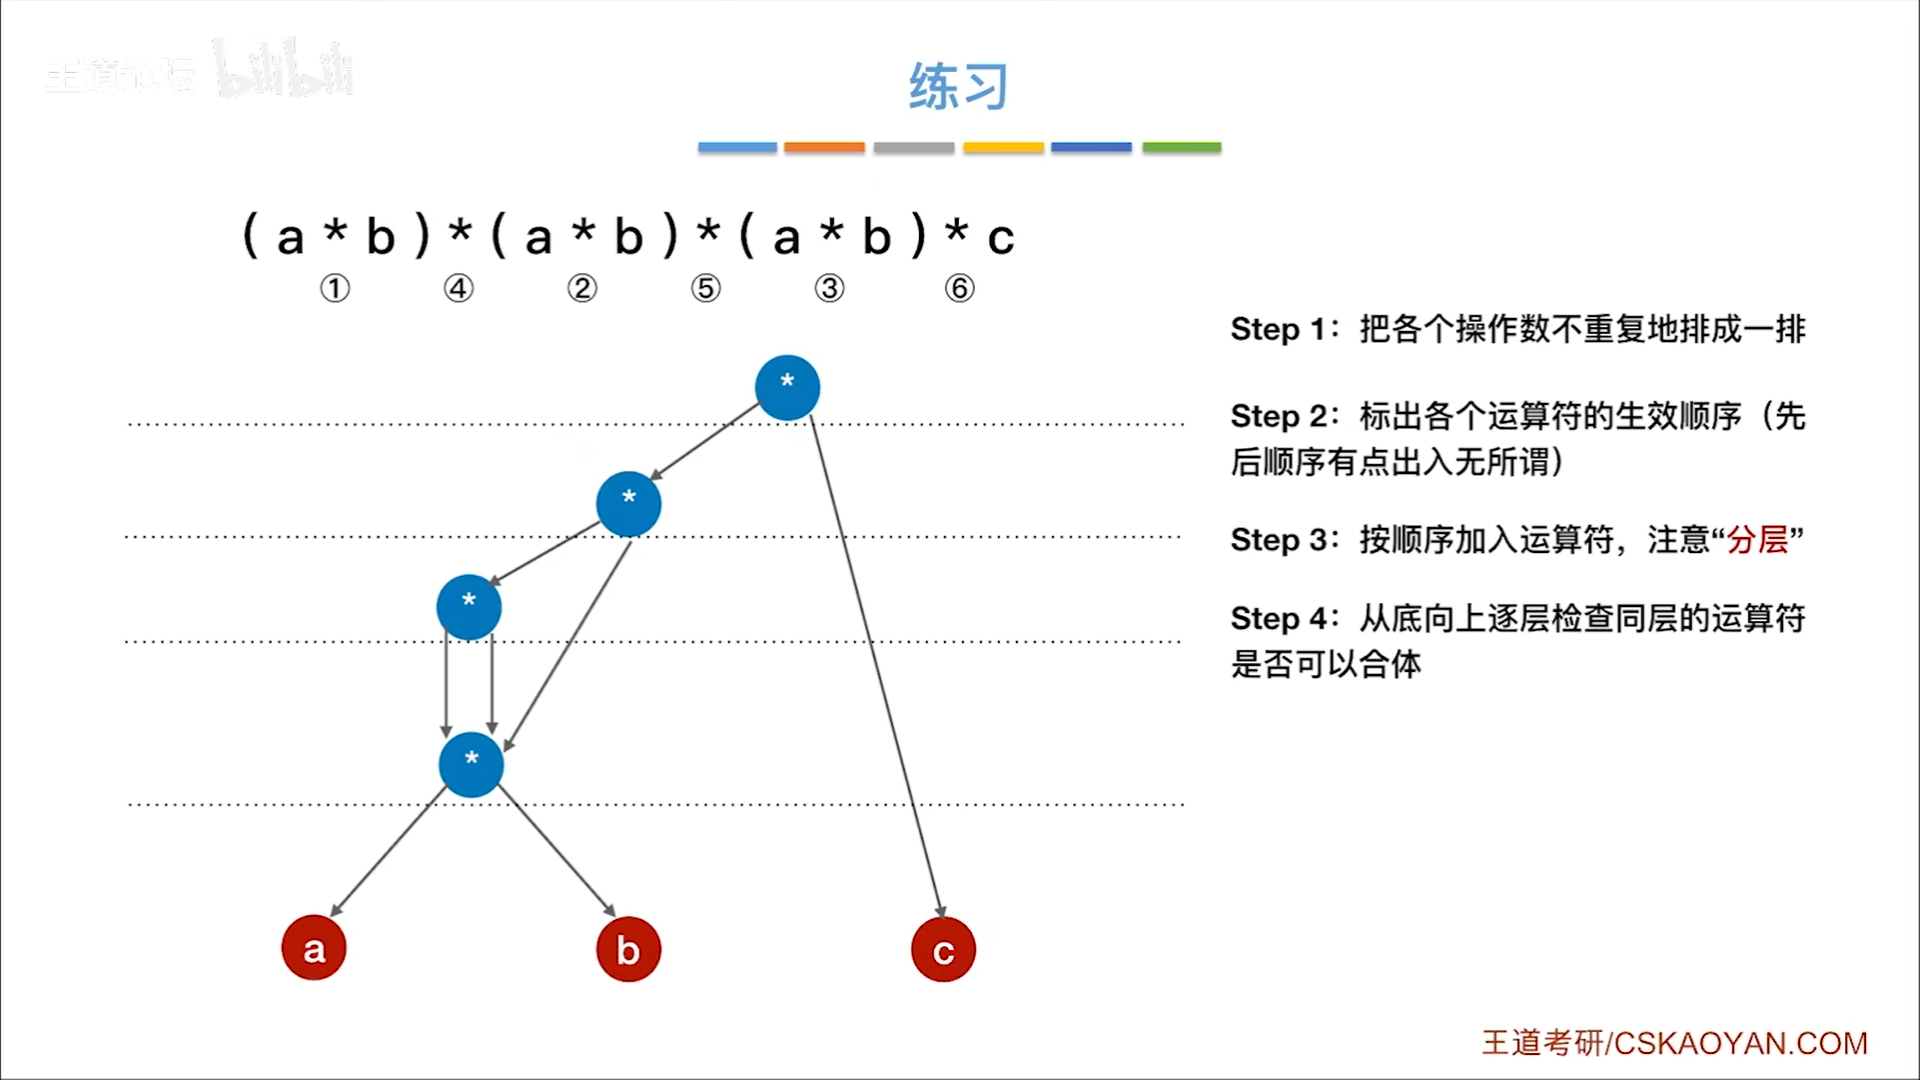 王道论坛 bilibili
练习
( a * b ) * ( a * b ) * ( a * b ) * c
① ④ ② ⑤ ③ ⑥
Step 1：把各个操作数不重复地排成一排
Step 2：标出各个运算符的生效顺序（先
后顺序有点出入无所谓）
Step 3：按顺序加入运算符，注意“分层”
Step 4：从底向上逐层检查同层的运算符
是否可以合体
*
*
*
*
a b c
王道考研/CSKAOYAN.COM